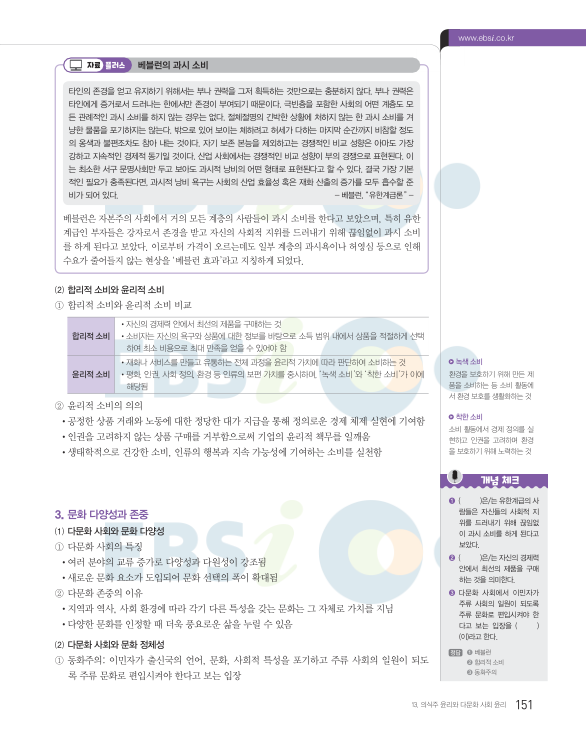 www.ebsi.co.kr
자료 플러스 베블런의 과시 소비
타인의 존경을 얻고 유지하기 위해서는 부나 권력을 그저 획득하는 것만으로는 충분하지 않다. 부나 권력은
타인에게 증거로서 드러나는 한에서만 존경이 부여되기 때문이다. 극빈층을 포함한 사회의 어떤 계층도 모
든 관례적인 과시 소비를 하지 않는 경우는 없다. 절체절명의 긴박한 상황에 처하지 않는 한 과시 소비를 겨
냥한 물품을 포기하지는 않는다. 밖으로 있어 보이는 체하려고 허세가 다하는 마지막 순간까지 비참할 정도
의 옹색과 불편조차도 참아 내는 것이다. 자기 보존 본능을 제외하고는 경쟁적인 비교 성향은 아마도 가장
강하고 지속적인 경제적 동기일 것이다. 산업 사회에서는 경쟁적인 비교 성향이 부의 경쟁으로 표현된다. 이
는 최소한 서구 문명사회만 두고 보아도 과시적 낭비의 어떤 형태로 표현된다고 할 수 있다. 결국 가장 기본
적인 필요가 충족된다면, 과시적 낭비 욕구는 사회의 산업 효율성 혹은 재화 산출의 증가를 모두 흡수할 준
비가 되어 있다. – 베블런, “유한계급론” –
베블런은 자본주의 사회에서 거의 모든 계층의 사람들이 과시 소비를 한다고 보았으며, 특히 유한
계급인 부자들은 강자로서 존경을 받고 자신의 사회적 지위를 드러내기 위해 끊임없이 과시 소비
를 하게 된다고 보았다. 이로부터 가격이 오르는데도 일부 계층의 과시욕이나 허영심 등으로 인해
수요가 줄어들지 않는 현상을 ‘베블런 효과’라고 지칭하게 되었다.
(2) 합리적 소비와 윤리적 소비
① 합리적 소비와 윤리적 소비 비교
합리적 소비
• 자신의 경제력 안에서 최선의 제품을 구매하는 것
• 소비자는 자신의 욕구와 상품에 대한 정보를 바탕으로 소득 범위 내에서 상품을 적절하게 선택
하여 최소 비용으로 최대 만족을 얻을 수 있어야 함
윤리적 소비
• 재화나 서비스를 만들고 유통하는 전체 과정을 윤리적 가치에 따라 판단하여 소비하는 것
• 평화, 인권, 사회 정의, 환경 등 인류의 보편 가치를 중시하며, ‘녹색 소비’와 ‘착한 소비’가 이에
해당됨
② 윤리적 소비의 의의
• 공정한 상품 거래와 노동에 대한 정당한 대가 지급을 통해 정의로운 경제 체제 실현에 기여함
• 인권을 고려하지 않는 상품 구매를 거부함으로써 기업의 윤리적 책무를 일깨움
• 생태학적으로 건강한 소비, 인류의 행복과 지속 가능성에 기여하는 소비를 실천함
3. 문화 다양성과 존중
(1) 다문화 사회와 문화 다양성
① 다문화 사회의 특징
• 여러 분야의 교류 증가로 다양성과 다원성이 강조됨
• 새로운 문화 요소가 도입되어 문화 선택의 폭이 확대됨
② 다문화 존중의 이유
• 지역과 역사, 사회 환경에 따라 각기 다른 특성을 갖는 문화는 그 자체로 가치를 지님
• 다양한 문화를 인정할 때 더욱 풍요로운 삶을 누릴 수 있음
(2) 다문화 사회와 문화 정체성
① 동화주의: 이민자가 출신국의 언어, 문화, 사회적 특성을 포기하고 주류 사회의 일원이 되도
록 주류 문화로 편입시켜야 한다고 보는 입장
녹색 소비
환경을 보호하기 위해 만든 제
품을 소비하는 등 소비 활동에
서 환경 보호를 생활화하는 것
착한 소비
소비 활동에서 경제 정의를 실
현하고 인권을 고려하며 환경
을 보호하기 위해 노력하는 것
개념 체크
❶ ( )은/는 유한계급의 사
람들은 자신들의 사회적 지
위를 드러내기 위해 끊임없
이 과시 소비를 하게 된다고
보았다.
❷ ( )은/는 자신의 경제력
안에서 최선의 제품을 구매
하는 것을 의미한다.
❸ 다문화 사회에서 이민자가
주류 사회의 일원이 되도록
주류 문화로 편입시켜야 한
다고 보는 입장을 ( )
(이)라고 한다.
정답 ❶ 베블런
❷ 합리적 소비
❸ 동화주의
13. 의식주 윤리와 다문화 사회 윤리 151
EBSi
EBSi